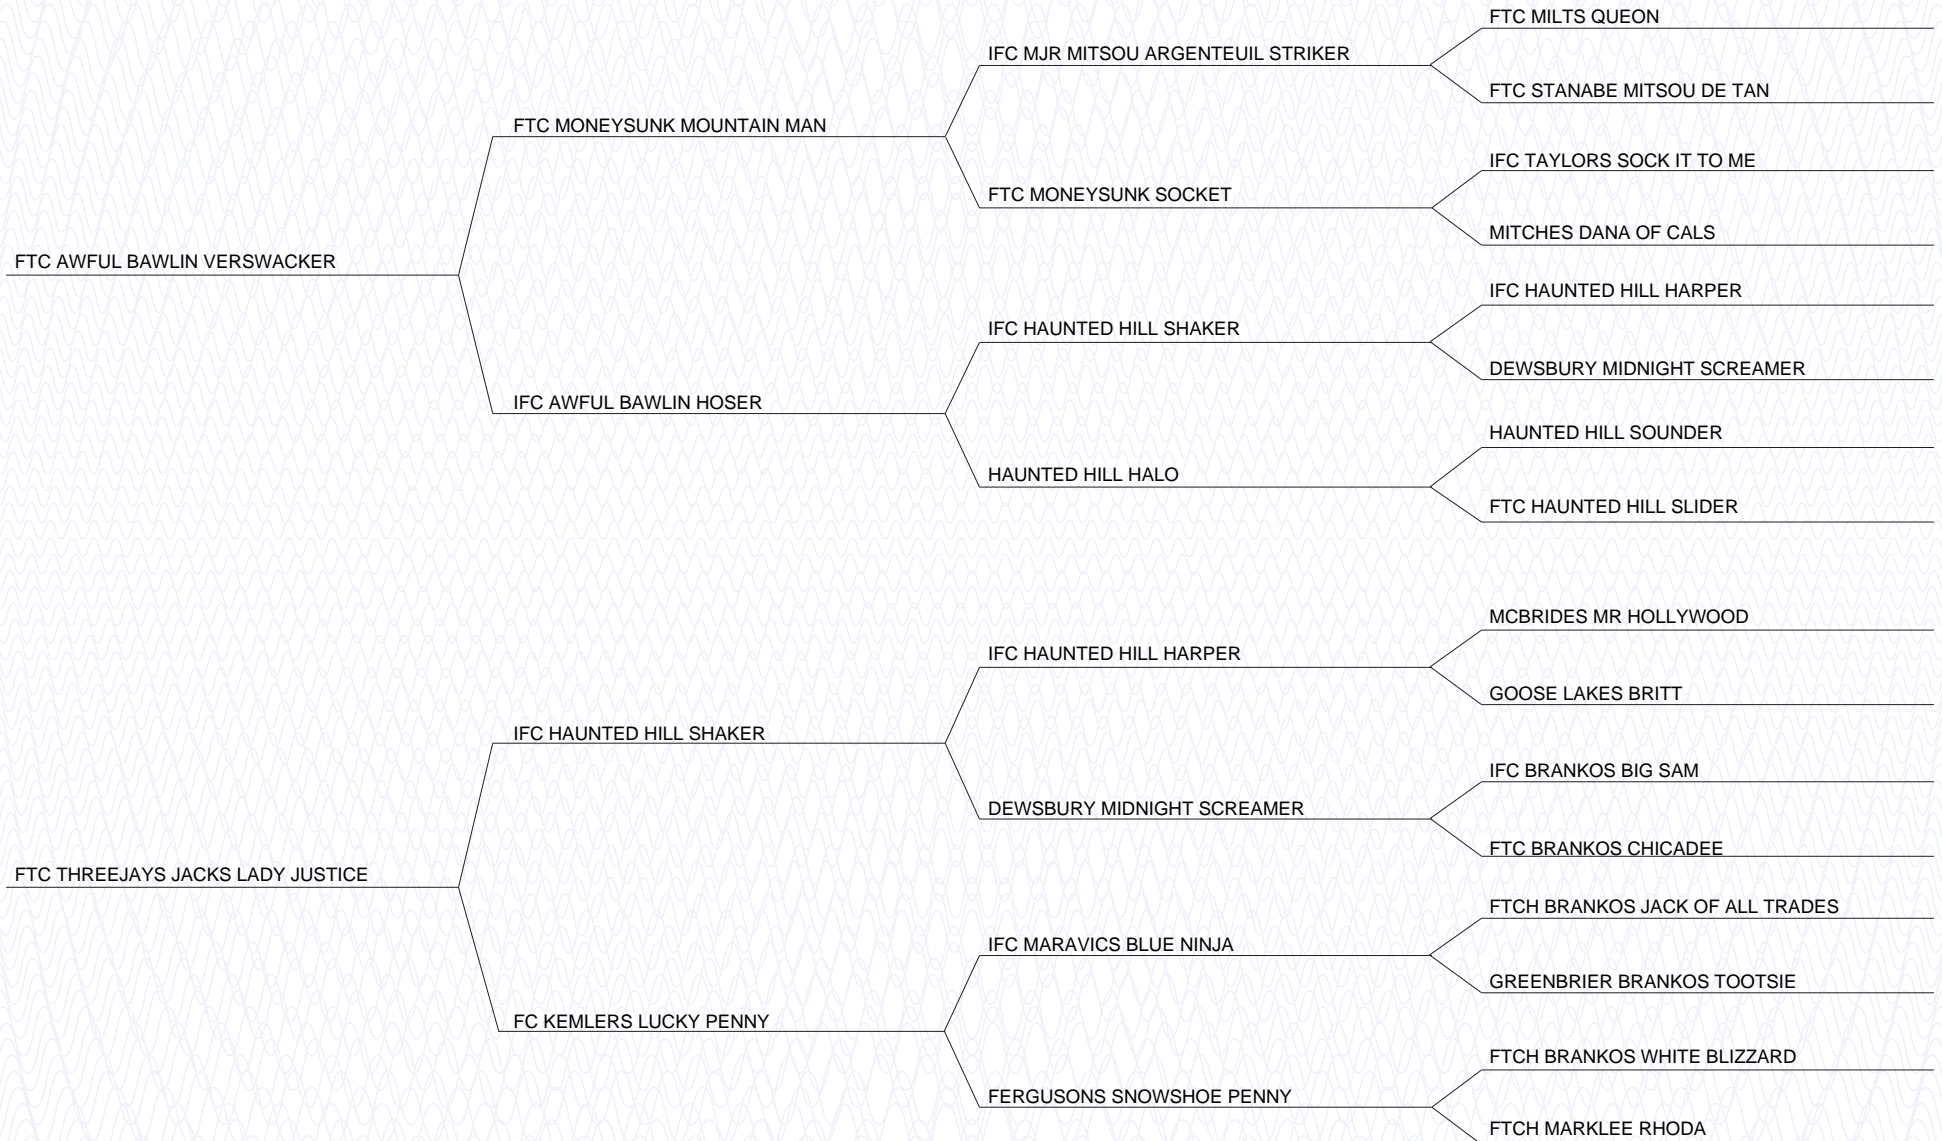 FTC MILTS QUEON
IFC MJR MITSOU ARGENTEUIL STRIKER
FTC STANABE MITSOU DE TAN
FTC MONEYSUNK MOUNTAIN MAN
IFC TAYLORS SOCK IT TO ME
FTC MONEYSUNK SOCKET
MITCHES DANA OF CALS
FTC AWFUL BAWLIN VERSWACKER
IFC HAUNTED HILL HARPER
IFC HAUNTED HILL SHAKER
DEWSBURY MIDNIGHT SCREAMER
IFC AWFUL BAWLIN HOSER
HAUNTED HILL SOUNDER
HAUNTED HILL HALO
FTC HAUNTED HILL SLIDER
MCBRIDES MR HOLLYWOOD
IFC HAUNTED HILL HARPER
GOOSE LAKES BRITT
IFC HAUNTED HILL SHAKER
IFC BRANKOS BIG SAM
DEWSBURY MIDNIGHT SCREAMER
FTC BRANKOS CHICADEE
FTC THREEJAYS JACKS LADY JUSTICE
FTCH BRANKOS JACK OF ALL TRADES
IFC MARAVICS BLUE NINJA
GREENBRIER BRANKOS TOOTSIE
FC KEMLERS LUCKY PENNY
FTCH BRANKOS WHITE BLIZZARD
FERGUSONS SNOWSHOE PENNY
FTCH MARKLEE RHODA